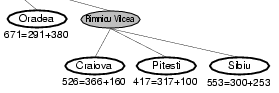 Oradea
Rimnicu Vilcea
671=291+380
Craiova
Pitesti
Sibiu
526=366+160
417=317+100
553=300+253